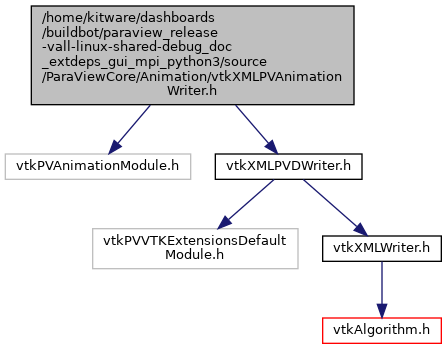 /home/kitware/dashboards
/buildbot/paraview_release
-vall-linux-shared-debug_doc
_extdeps_gui_mpi_python3/source
/ParaViewCore/Animation/vtkXMLPVAnimation
Writer.h
vtkPVAnimationModule.h
vtkXMLPVDWriter.h
vtkPVVTKExtensionsDefault
Module.h
vtkXMLWriter.h
vtkAlgorithm.h